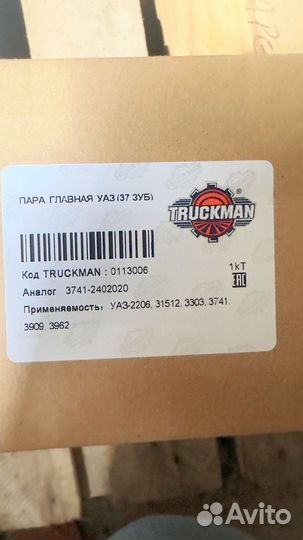 ПАРА ГЛАВНАЯ УАЗ (37 ЗУБ)
TRUCKMAN
®
Код TRUCKMAN : 0113006
1кТ
Аналог 3741-2402020
EAC
Применяемость: УАЗ-2206, 31512, 3303, 3741,
3909, 3962
Avito